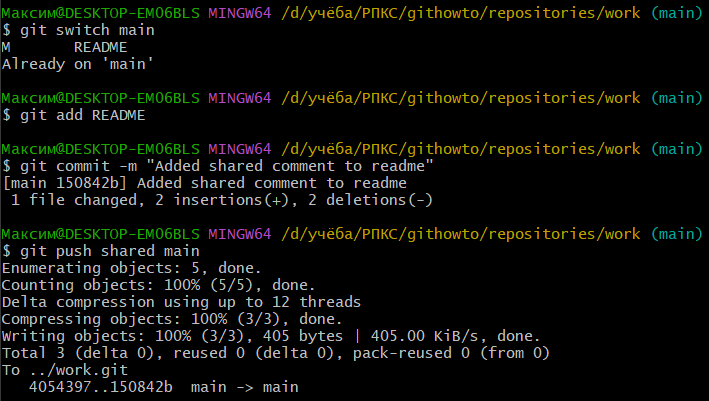 Максим@DESKTOP-EM06BLS MINGW64 /d/учёба/РПКС/githowto/repositories/work (main)
$ git switch main
M       README
Already on 'main'
Максим@DESKTOP-EM06BLS MINGW64 /d/учёба/РПКС/githowto/repositories/work (main)
$ git add README
Максим@DESKTOP-EM06BLS MINGW64 /d/учёба/РПКС/githowto/repositories/work (main)
$ git commit -m "Added shared comment to readme"
[main 150842b] Added shared comment to readme
 1 file changed, 2 insertions(+), 2 deletions(-)
Максим@DESKTOP-EM06BLS MINGW64 /d/учёба/РПКС/githowto/repositories/work (main)
$ git push shared main
Enumerating objects: 5, done.
Counting objects: 100% (5/5), done.
Delta compression using up to 12 threads
Compressing objects: 100% (3/3), done.
Writing objects: 100% (3/3), 405 bytes | 405.00 KiB/s, done.
Total 3 (delta 0), reused 0 (delta 0), pack-reused 0 (from 0)
To ../work.git
   4054397..150842b  main -> main